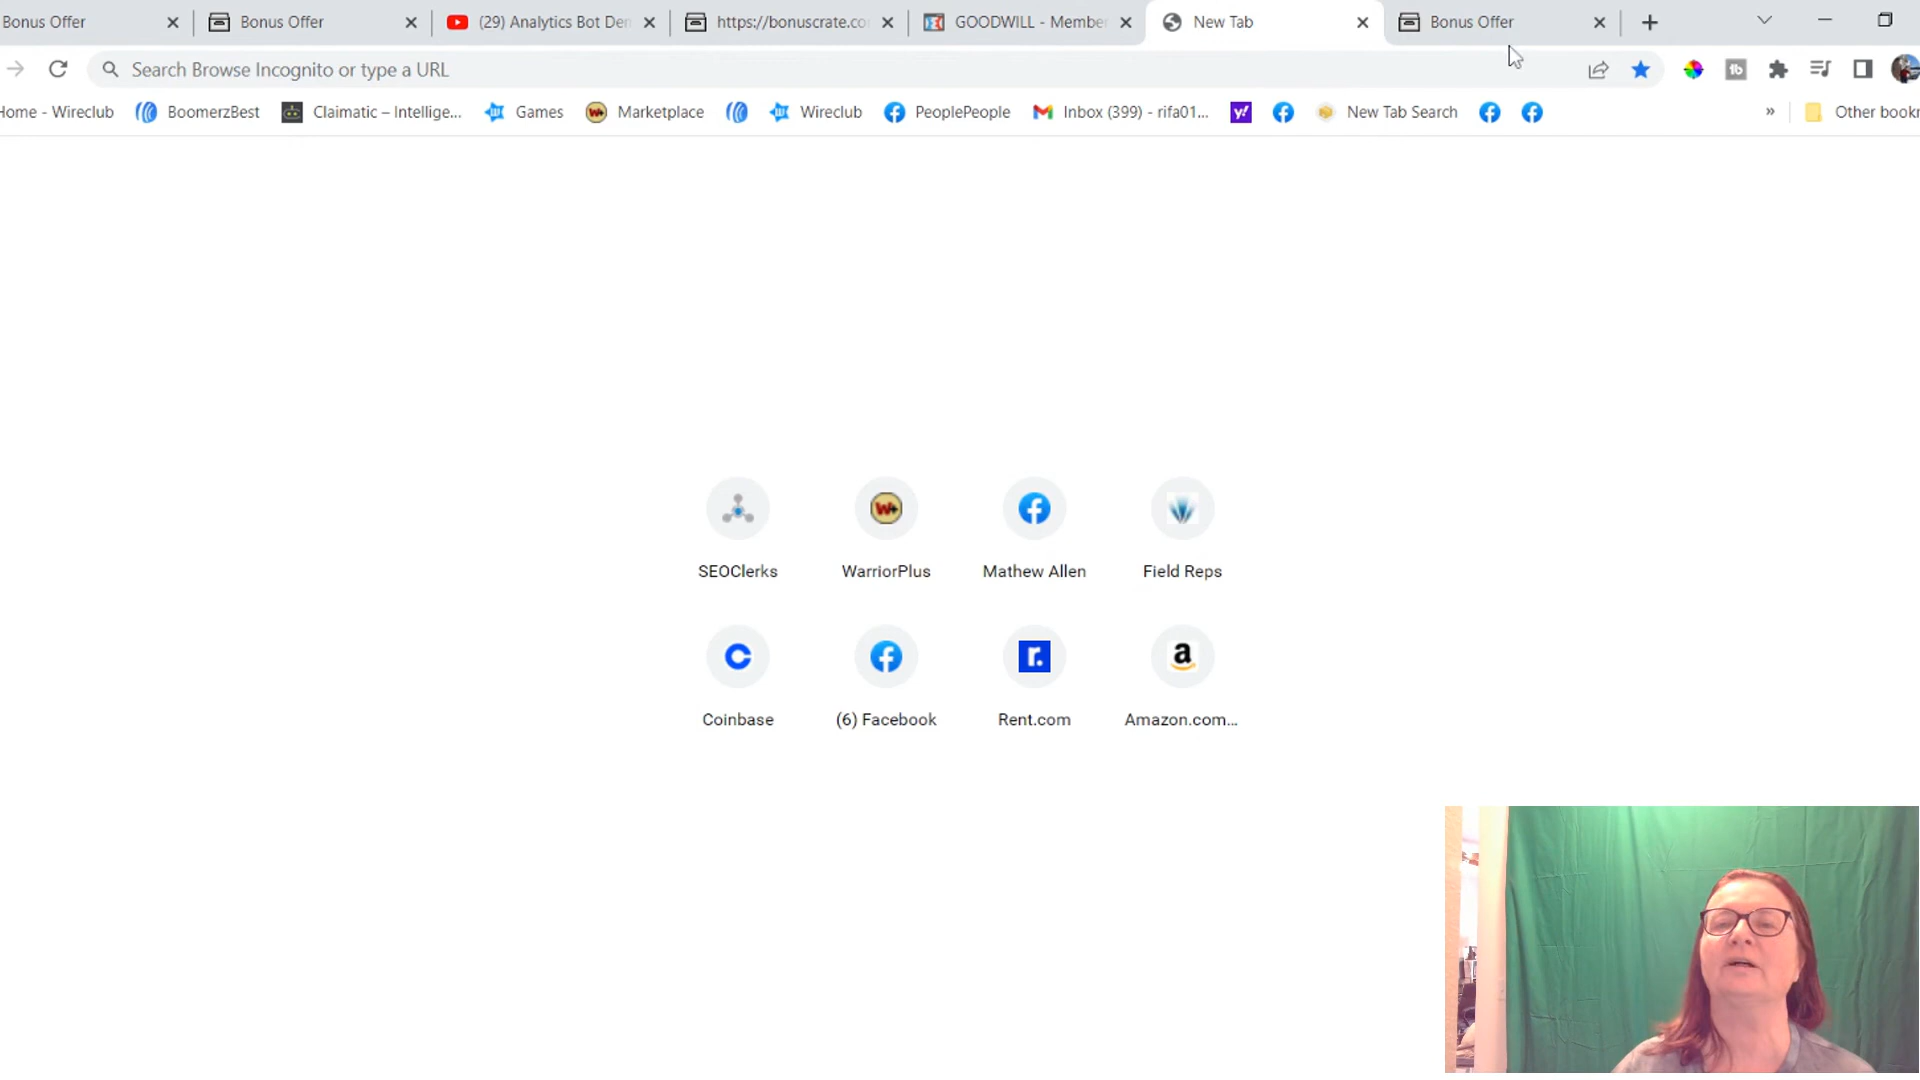 Bonus Offer
Bonus Offer
(29) Analytics Bot Den
https://bonuscrate.co
GOODWILL - Member
New Tab
Bonus Offer
Search Browse Incognito or type a URL
Home - Wireclub
BoomerzBest
Claimatic – Intellige...
Games
Marketplace
Wireclub
PeoplePeople
Inbox (399) - rifa01...
New Tab Search
»
Other bookr
SEOClerks
WarriorPlus
Mathew Allen
Field Reps
Coinbase
(6) Facebook
Rent.com
Amazon.com...